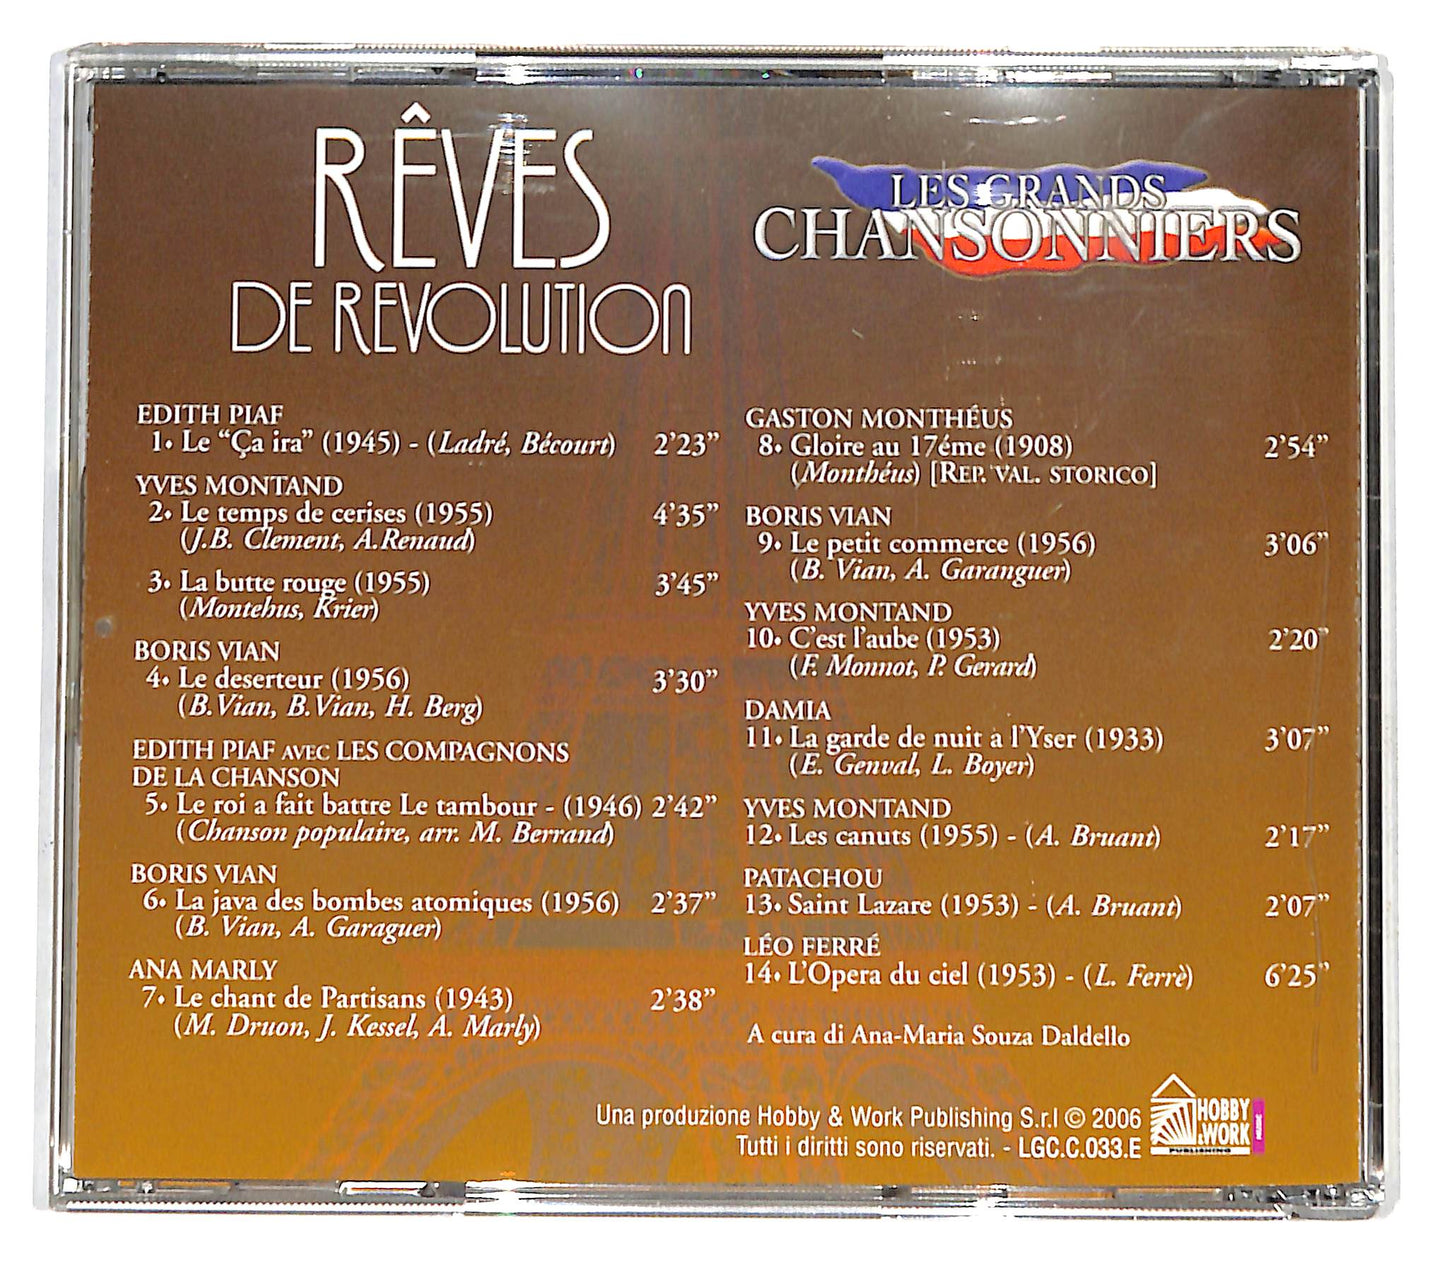 RÊVES
DE REVOLUTION
LES GRANDS
CHANSONNIERS
EDITH PIAF
1• Le “Ça ira” (1945) - (Ladré, Bécourt) 2’23”
YVES MONTAND
2• Le temps de cerises (1955) 4’35”
(J.B. Clement, A.Renaud)
3• La butte rouge (1955) 3’45”
(Montehus, Krier)
BORIS VIAN
4• Le deserteur (1956) 3’30”
(B.Vian, B.Vian, H. Berg)
EDITH PIAF AVEC LES COMPAGNONS
DE LA CHANSON
5• Le roi a fait battre Le tambour - (1946) 2’42”
(Chanson populaire, arr. M. Berrand)
BORIS VIAN
6• La java des bombes atomiques (1956) 2’37”
(B. Vian, A. Garaguer)
ANA MARLY
7• Le chant de Partisans (1943) 2’38”
(M. Druon, J. Kessel, A. Marly)
GASTON MONTHÉUS
8• Gloire au 17éme (1908) 2’54”
(Monthéus) [REP. VAL. STORICO]
BORIS VIAN
9• Le petit commerce (1956) 3’06”
(B. Vian, A. Garanguer)
YVES MONTAND
10• C’est l’aube (1953) 2’20”
(F. Monnot, P. Gerard)
DAMIA
11• La garde de nuit a l’Yser (1933) 3’07”
(E. Genval, L. Boyer)
YVES MONTAND
12• Les canuts (1955) - (A. Bruant) 2’17”
PATACHOU
13• Saint Lazare (1953) - (A. Bruant) 2’07”
LÉO FERRÉ
14• L’Opera du ciel (1953) - (L. Ferrè) 6’25”
A cura di Ana-Maria Souza Daldello
Una produzione Hobby & Work Publishing S.r.l © 2006
Tutti i diritti sono riservati. - LGC.C.033.E
HOBBY
&WORK
PUBLISHING